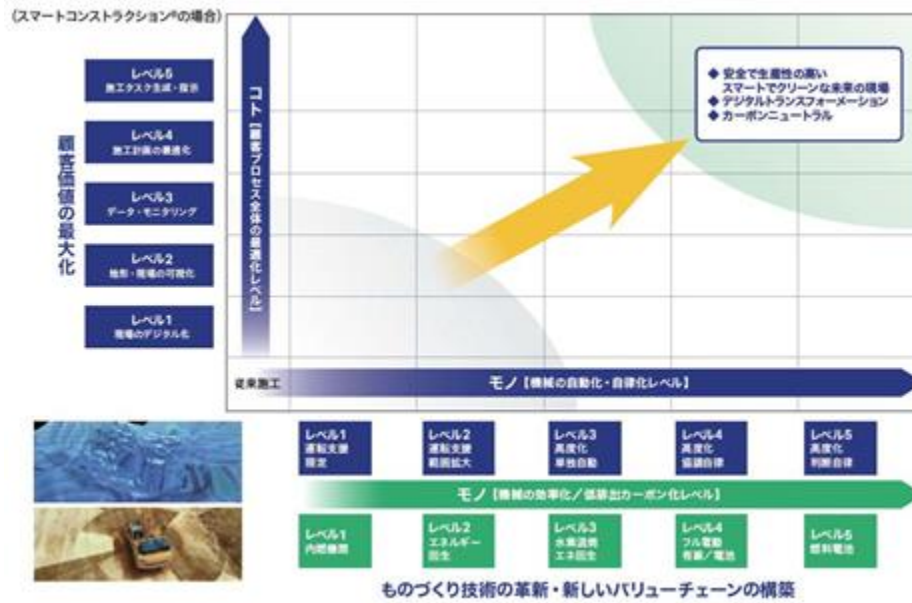 (スマートコンストラクション®の場合)
レベル5
施工タスク生成・指示
レベル4
施工計画の最適化
レベル3
データ・モニタリング
レベル2
地形・現場の可視化
レベル1
現場のデジタル化
顧客価値の最大化
コト【顧客プロセス全体の最適化レベル】
◆ 安全で生産性の高い
スマートでクリーンな未来の現場
◆ デジタルトランスフォーメーション
◆ カーボンニュートラル
従来施工
モノ【機械の自動化・自律化レベル】
レベル1
運転支援
限定
レベル2
運転支援
範囲拡大
レベル3
高度化
単独自動
レベル4
高度化
協調自律
レベル5
高度化
判断自律
モノ【機械の効率化/低排出カーボン化レベル】
レベル1
内燃機関
レベル2
エネルギー
回生
レベル3
水素混焼
エネ回生
レベル4
フル電動
有線/電池
レベル5
燃料電池
ものづくり技術の革新・新しいバリューチェーンの構築